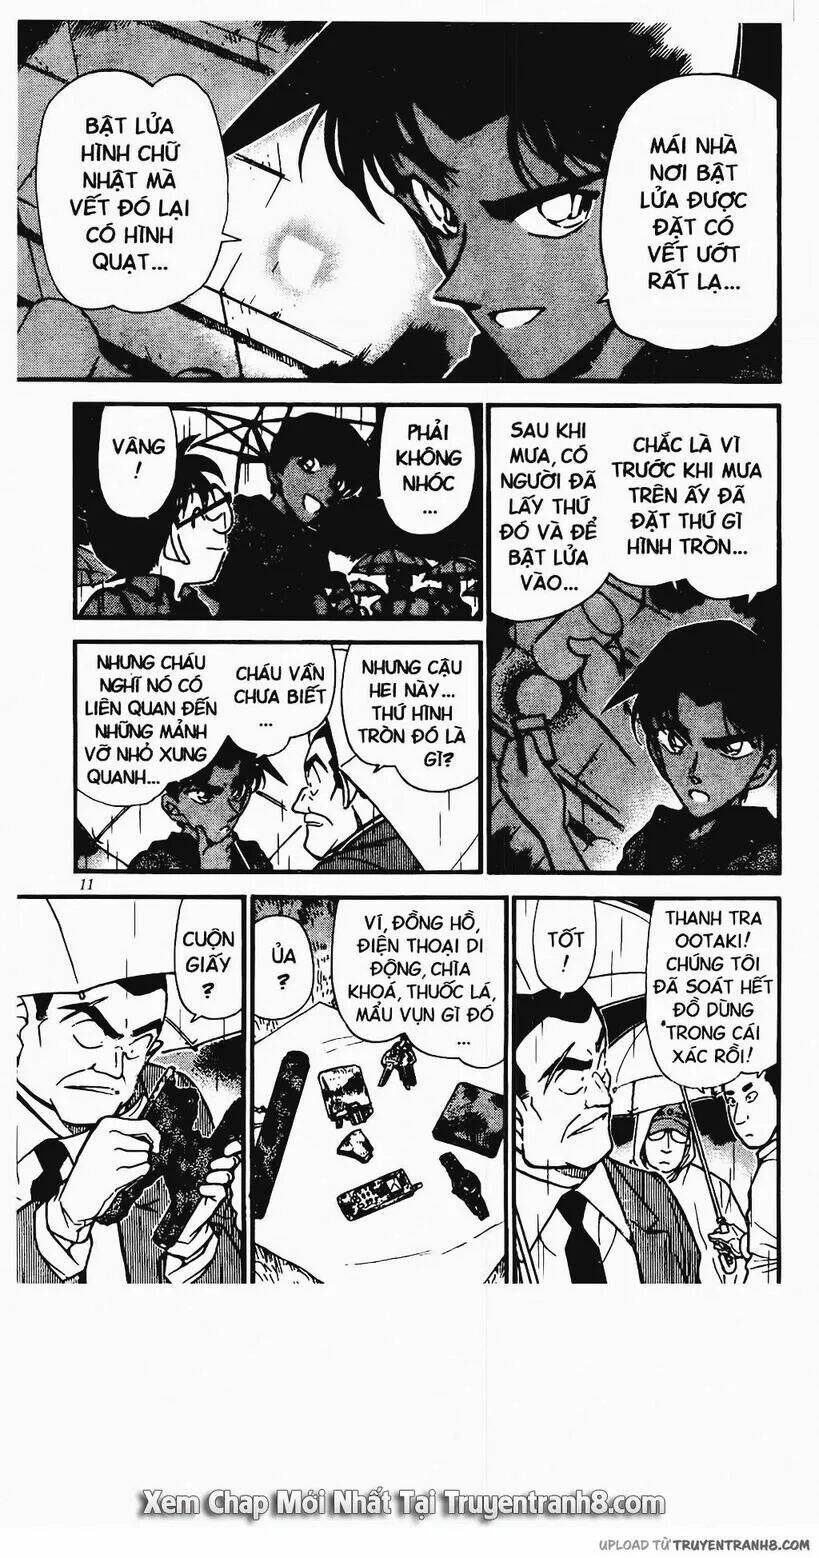 MÁI NHÀ
NƠI BẬT
LỬA ĐƯỢC
ĐẶT CÓ
VẾT ƯỚT
RẤT LẠ...
BẬT LỬA
HÌNH CHỮ
NHẬT MÀ
VẾT ĐÓ LẠI
CÓ HÌNH
QUẠT...
CHẮC LÀ VÌ
TRƯỚC KHI MƯA
TRÊN ẤY ĐÃ
ĐẶT THỨ GÌ
HÌNH TRÒN...
SAU KHI
MƯA, CÓ
NGƯỜI ĐÃ
LẤY THỨ
ĐÓ VÀ ĐỂ
BẬT LỬA
VÀO...
PHẢI
KHÔNG
NHÓC
...
VÂNG
!
NHƯNG CẬU
HEI NÀY...
THỨ HÌNH
TRÒN ĐÓ LÀ
GÌ?
CHÁU VẪN
CHƯA BIẾT
...
NHƯNG CHÁU
NGHĨ NÓ CÓ
LIÊN QUAN ĐẾN
NHỮNG MẢNH
VỠ NHỎ XUNG
QUANH...
11
THANH TRA
OOTAKI!
CHÚNG TÔI
ĐÃ SOÁT HẾT
ĐỒ DÙNG
TRONG CÁI
XÁC RỒI!
TỐT
!
VÍ, ĐỒNG HỒ,
ĐIỆN THOẠI DI
ĐỘNG, CHÌA
KHOÁ, THUỐC LÁ,
MẨU VỤN GÌ ĐÓ
...
ỦA
?
CUỘN
GIẤY
?
Xem Chap Mới Nhất Tại Truyentranh8.com
UPLOAD TỪ TRUYENTRANH8.COM